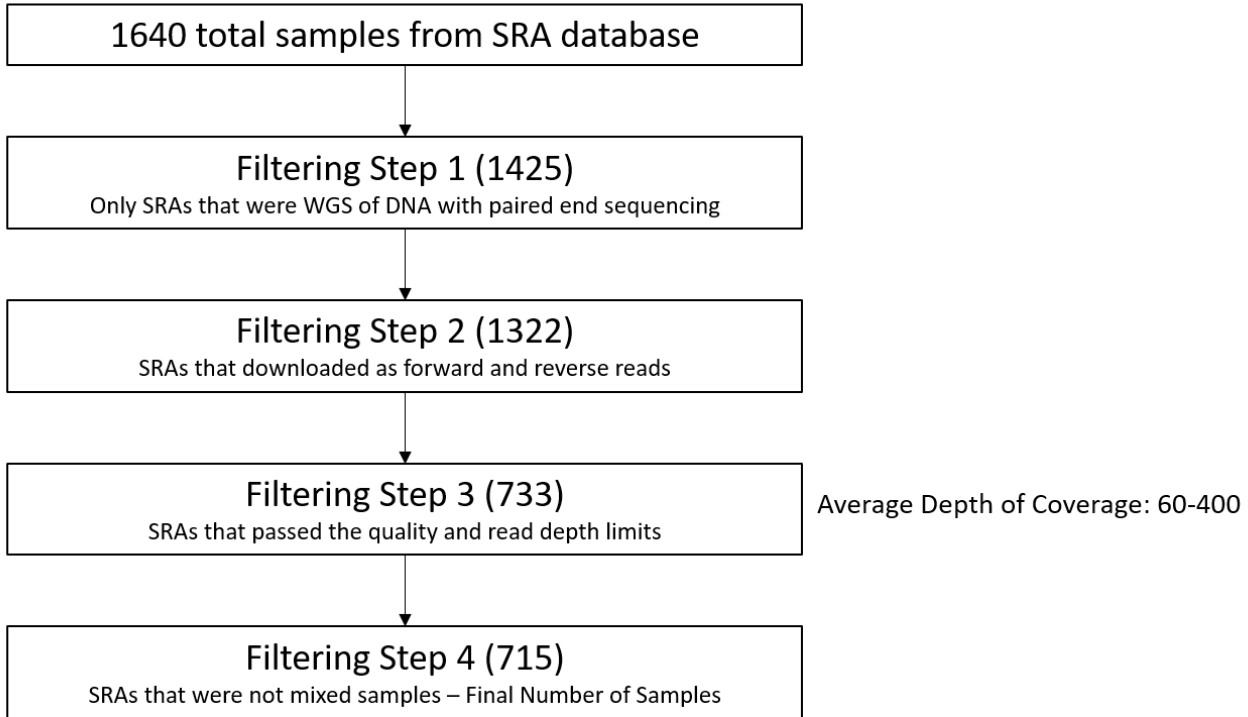 1640 total samples from SRA database
Filtering Step 1 (1425)
Only SRAs that were WGS of DNA with paired end sequencing
Filtering Step 2 (1322)
SRAs that downloaded as forward and reverse reads
Filtering Step 3 (733)
SRAs that passed the quality and read depth limits
Average Depth of Coverage: 60-400
Filtering Step 4 (715)
SRAs that were not mixed samples – Final Number of Samples